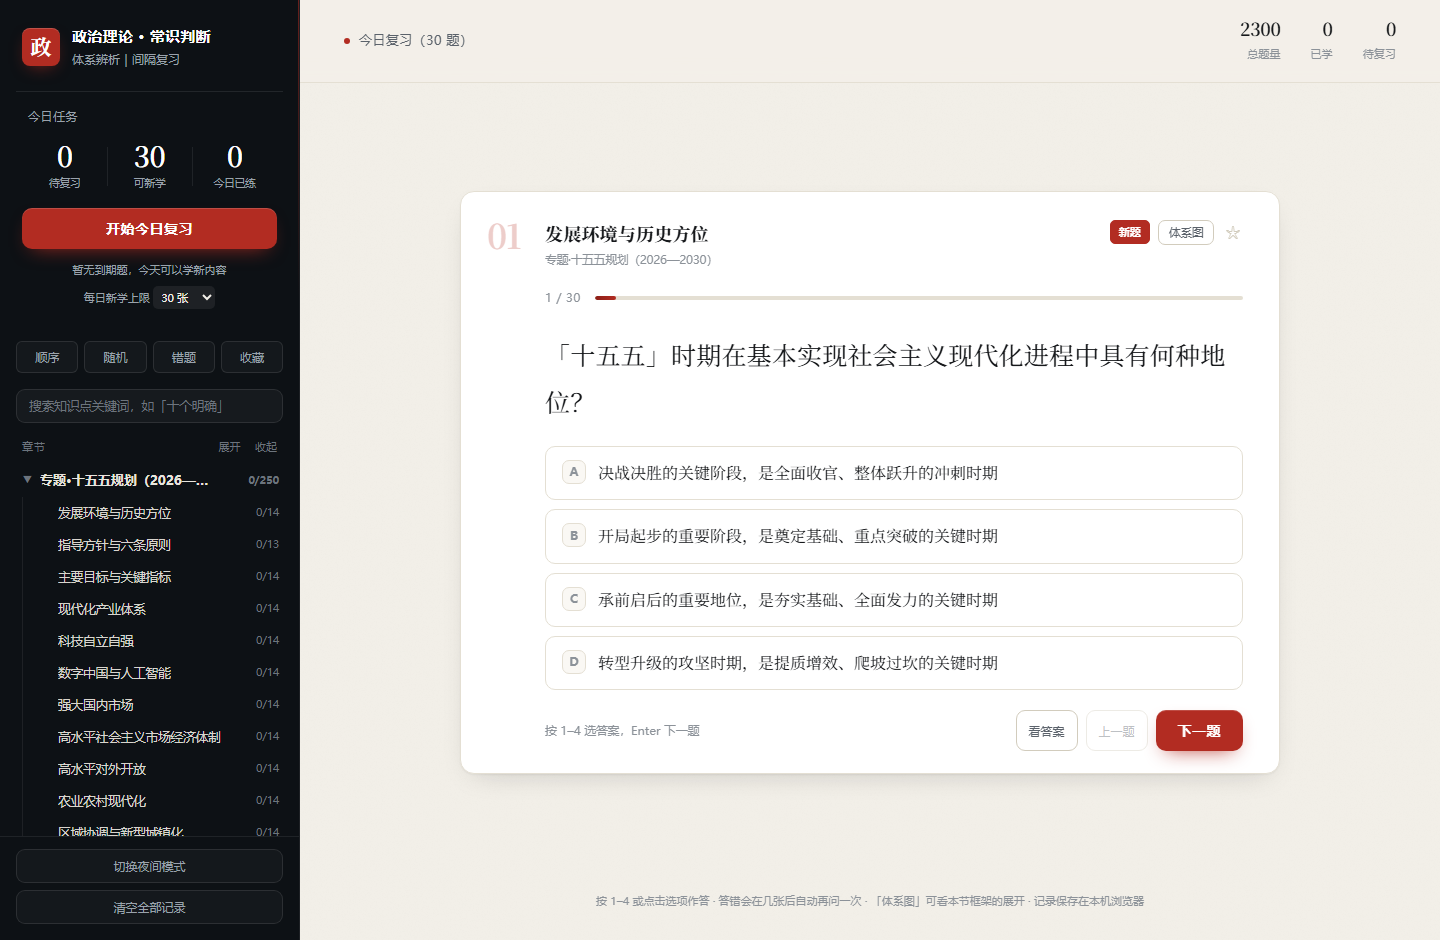 政
政治理论・常识判断
体系辨析 | 间隔复习
今日任务
0
30
0
待复习
可新学
今日已练
开始今日复习
暂无到期题，今天可以学新内容
每日新学上限 30 张
顺序
随机
错题
收藏
搜索知识点关键词，如「十个明确」
章节
展开
收起
专题·十五五规划（2026—...
0/250
发展环境与历史方位
0/14
指导方针与六条原则
0/13
主要目标与关键指标
0/14
现代化产业体系
0/14
科技自立自强
0/14
数字中国与人工智能
0/14
强大国内市场
0/14
高水平社会主义市场经济体制
0/14
高水平对外开放
0/14
农业农村现代化
0/14
区域协调与新型城镇化
0/14
切换夜间模式
清空全部记录
今日复习（30 题）
2300
0
0
总题量
已学
待复习
01
发展环境与历史方位
专题·十五五规划（2026—2030）
新题
体系图
☆
1 / 30
「十五五」时期在基本实现社会主义现代化进程中具有何种地
位？
A 决战决胜的关键阶段，是全面收官、整体跃升的冲刺时期
B 开局起步的重要阶段，是奠定基础、重点突破的关键时期
C 承前启后的重要地位，是夯实基础、全面发力的关键时期
D 转型升级的攻坚时期，是提质增效、爬坡过坎的关键时期
按 1–4 选答案，Enter 下一题
看答案
上一题
下一题
按 1–4 或点击选项作答 · 答错会在几张后自动再问一次 · 「体系图」可看本节框架的展开 · 记录保存在本机浏览器